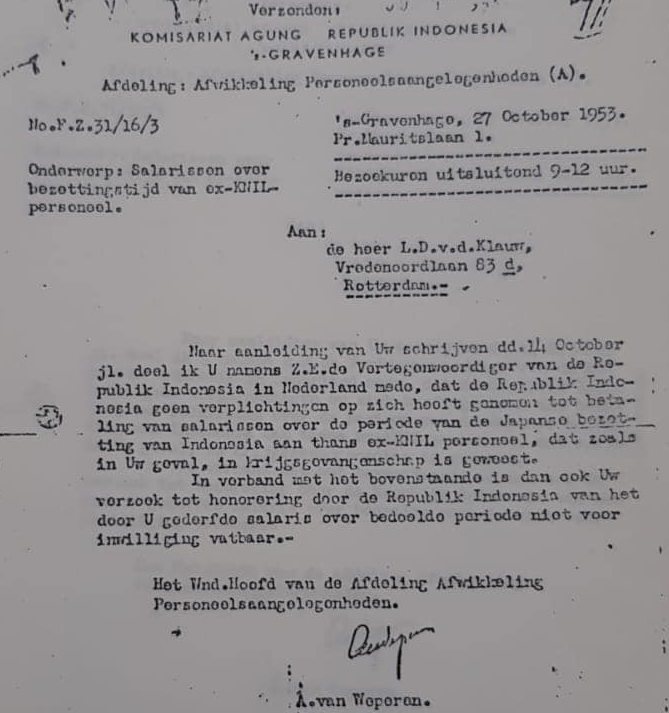 Verzonden:
KOMISARIAT AGUNG REPUBLIK INDONESIA
's-GRAVENHAGE
Afdeling: Afwikkeling Personeelsaangelegenheden (A).
No.P.Z.31/16/3
's-Gravenhage, 27 October 1953.
Pr.Mauritslaan 1.
Onderwerp: Salarissen over
bezettingstijd van ex-KNIL-
personeel.
Bezoekuren uitsluitend 9-12 uur.
Aan:
de heer L.D.v.d.Klauw,
Vredenoordlaan 83 d,
Rotterdam.-
Naar aanleiding van Uw schrijven dd.14 October
jl. deel ik U namens Z.E.de Vertegenwoordiger van de Re-
publik Indonesia in Nederland mede, dat de Republik Indo-
nesia geen verplichtingen op zich heeft genomen tot beta-
ling van salarissen over de periode van de Japanse bezet-
ting van Indonesia aan thans ex-KNIL personeel, dat zoals
in Uw geval, in krijgsgevangenschap is geweest.
In verband met het bovenstaande is dan ook Uw
verzoek tot honorering door de Republik Indonesia van het
door U gederfde salaris over bedoelde periode niet voor
inwilliging vatbaar.-
Het Wnd.Hoofd van de Afdeling Afwikkeling
Personeelsaangelegenheden.
A.van Woperen.